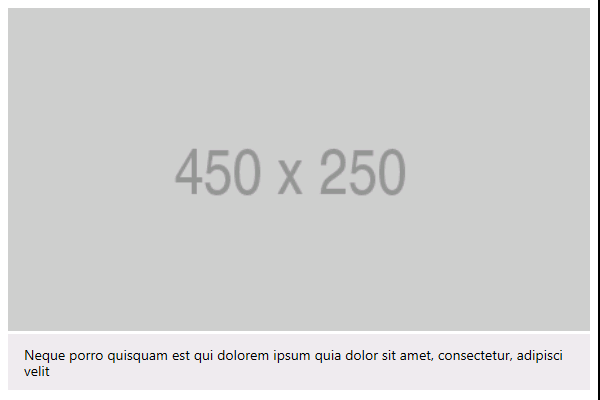 450 x 250
Neque porro quisquam est qui dolorem ipsum quia dolor sit amet, consectetur, adipisci
velit